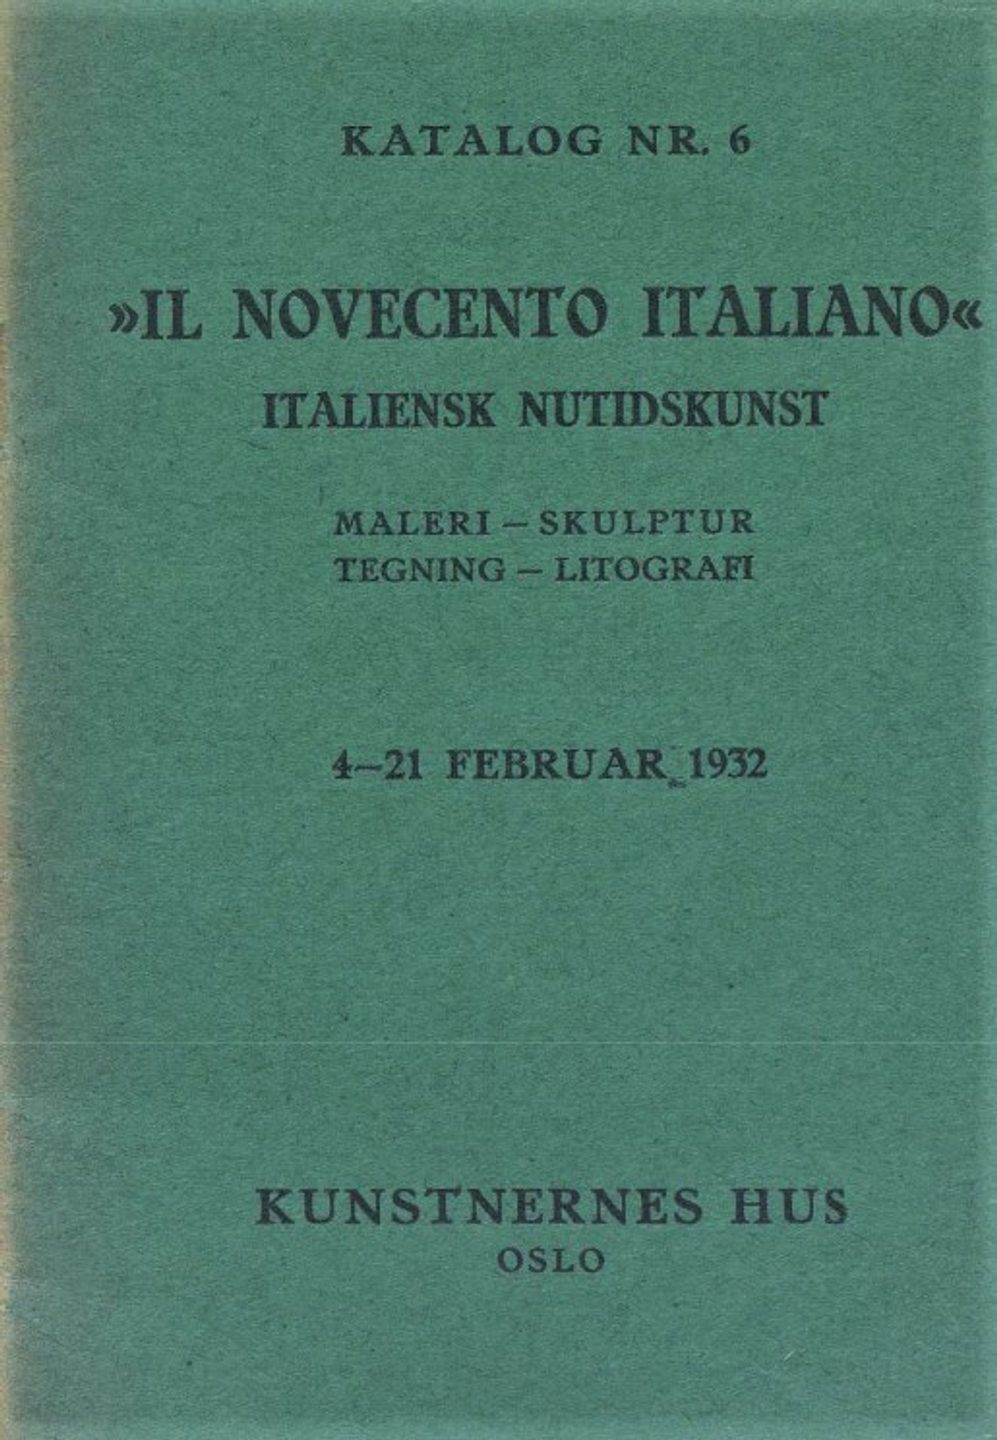 KATALOG NR. 6
»IL NOVECENTO ITALIANO«
ITALIENSK NUTIDSKUNST
MALERI – SKULPTUR
TEGNING – LITOGRAFI
4–21 FEBRUAR 1932
KUNSTNERNES HUS
OSLO